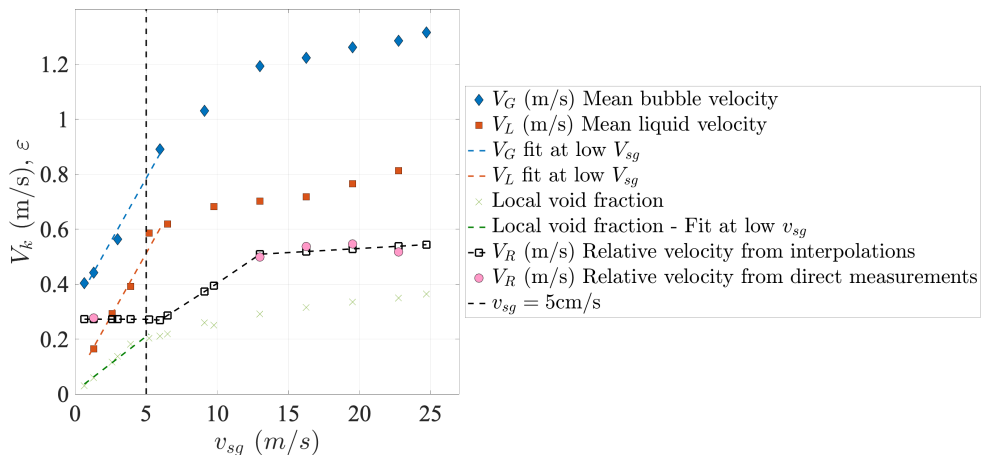 1.2
1
0.8
0.6
0.4
0.2
0
0 5 10 15 20 25
V_k (m/s), ε
v_sg (m/s)
V_G (m/s) Mean bubble velocity
V_L (m/s) Mean liquid velocity
V_G fit at low V_sg
V_L fit at low V_sg
Local void fraction
Local void fraction - Fit at low v_sg
V_R (m/s) Relative velocity from interpolations
V_R (m/s) Relative velocity from direct measurements
v_sg = 5cm/s